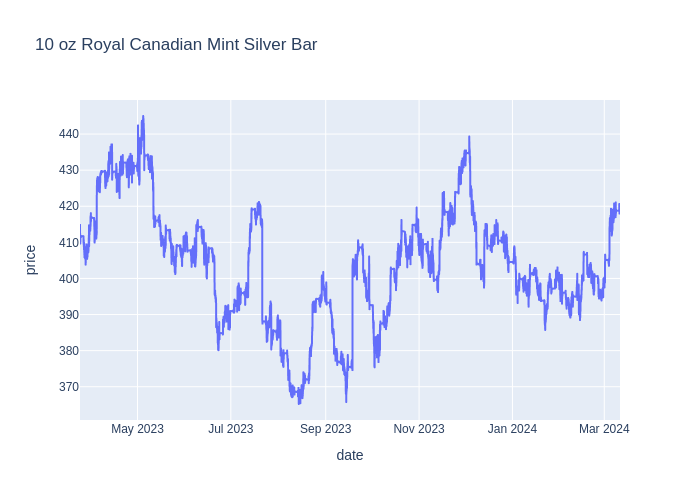 10 oz Royal Canadian Mint Silver Bar
440
430
420
410
400
390
380
370
price
May 2023 Jul 2023 Sep 2023 Nov 2023 Jan 2024 Mar 2024
date